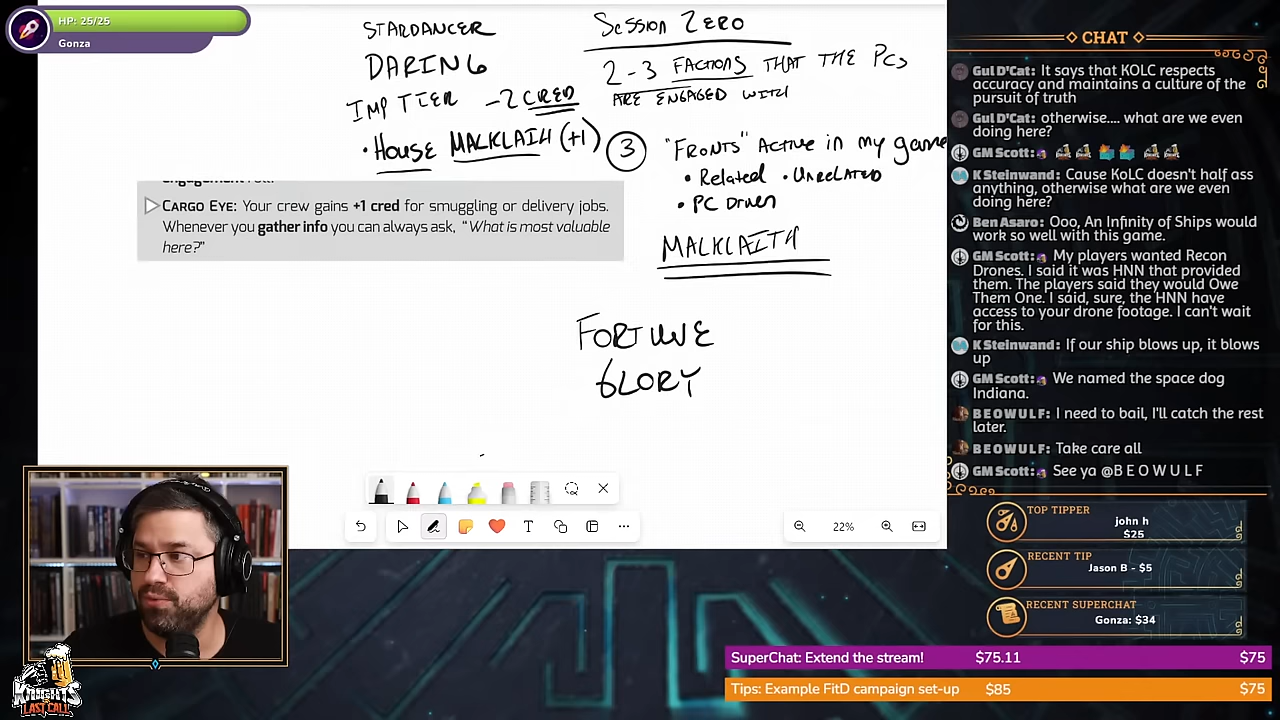 HP: 25/25
Gonza
STARDANCER
DARING
IMP TIER -2 CRED
• HOUSE MALKLAITH (+1)
SESSION ZERO
2-3 FACTIONS THAT THE PCs
ARE ENGAGED WITH
3 "FRONTS" ACTIVE in my game
• Related • UNRELATED
• PC Driven
MALKLAITH
CARGO EYE: Your crew gains +1 cred for smuggling or delivery jobs.
Whenever you gather info you can always ask, "What is most valuable
here?"
FORTUNE
GLORY
22%
CHAT
Gul D'Cat: It says that KOLC respects
accuracy and maintains a culture of the
pursuit of truth
Gul D'Cat: otherwise.... what are we even
doing here?
GM Scott:
K Steinwand: Cause KoLC doesn't half ass
anything, otherwise what are we even
doing here?
Ben Asaro: Ooo, An Infinity of Ships would
work so well with this game.
GM Scott: My players wanted Recon
Drones. I said it was HNN that provided
them. The players said they would Owe
Them One. I said, sure, the HNN have
access to your drone footage. I can't wait
for this.
K Steinwand: If our ship blows up, it blows
up
GM Scott: We named the space dog
Indiana.
B E O W U L F: I need to bail, I'll catch the rest
later.
B E O W U L F: Take care all
GM Scott: See ya @B E O W U L F
TOP TIPPER
john h
$25
RECENT TIP
Jason B - $5
RECENT SUPERCHAT
Gonza: $34
SuperChat: Extend the stream! $75.11 $75
Tips: Example FitD campaign set-up $85 $75
KNIGHTS
OF
LAST CALL